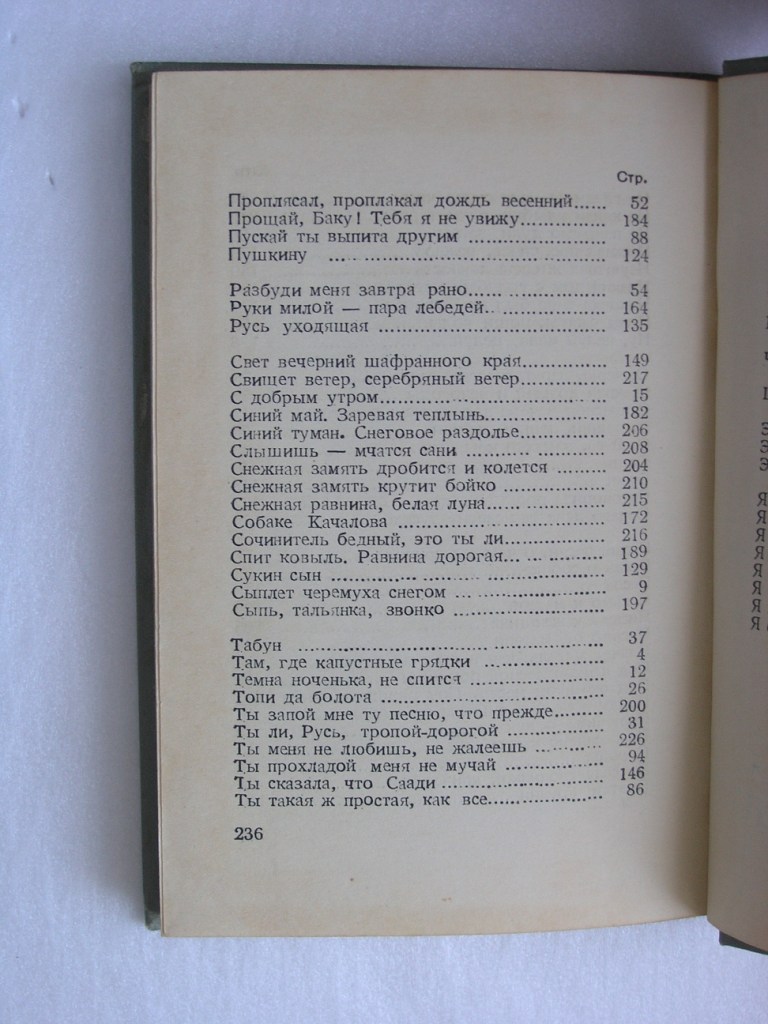 Стр.
Проплясал, проплакал дождь весенний...... 52
Прощай, Баку! Тебя я не увижу............... 184
Пускай ты выпита другим ........................ 88
Пушкину ................................................ 124
Разбуди меня завтра рано........................ 54
Руки милой — пара лебедей..................... 164
Русь уходящая ........................................ 135
Свет вечерний шафранного края............... 149
Свищет ветер, серебряный ветер............... 217
С добрым утром....................................... 15
Синий май. Заревая теплынь..................... 182
Синий туман. Снеговое раздолье............... 206
Слышишь — мчатся сани ........................ 208
Снежная замять дробится и колется ......... 204
Снежная замять крутит бойко .................. 210
Снежная равнина, белая луна.................. 215
Собаке Качалова .................................... 172
Сочинитель бедный, это ты ли.................. 216
Спит ковыль. Равнина дорогая.................. 189
Сукин сын ............................................. 129
Сыплет черемуха снегом ........................ 9
Сыпь, тальянка, звонко ........................... 197
Табун ................................................... 37
Там, где капустные грядки ..................... 4
Темна ноченька, не спится ........................ 12
Топи да болота ....................................... 26
Ты запой мне ту песню, что прежде......... 200
Ты ли, Русь, тропой-дорогой .................. 31
Ты меня не любишь, не жалеешь ............ 226
Ты прохладой меня не мучай .................. 94
Ты сказала, что Саади ........................... 146
Ты такая ж простая, как все..................... 86
236